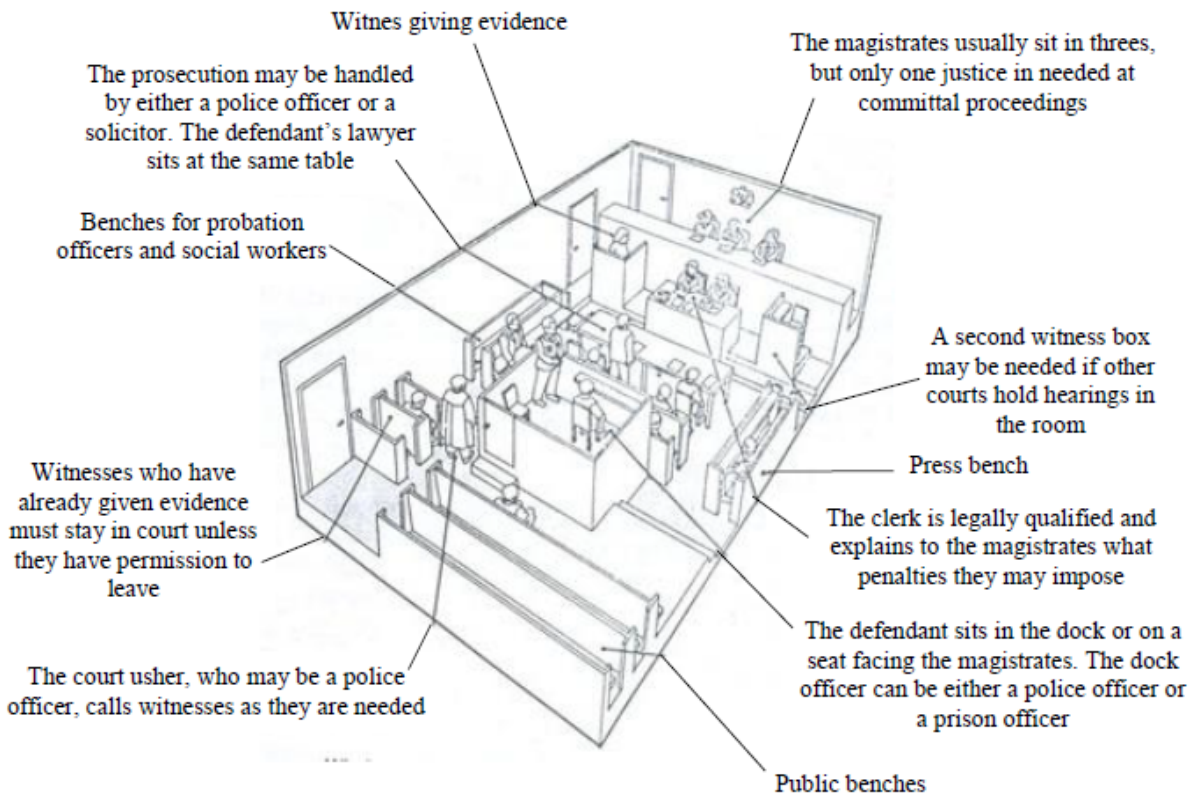 Witnes giving evidence
The magistrates usually sit in threes,
but only one justice in needed at
committal proceedings
The prosecution may be handled
by either a police officer or a
solicitor. The defendant’s lawyer
sits at the same table
Benches for probation
officers and social workers
A second witness box
may be needed if other
courts hold hearings in
the room
Press bench
Witnesses who have
already given evidence
must stay in court unless
they have permission to
leave
The clerk is legally qualified and
explains to the magistrates what
penalties they may impose
The defendant sits in the dock or on a
seat facing the magistrates. The dock
officer can be either a police officer or
a prison officer
The court usher, who may be a police
officer, calls witnesses as they are needed
Public benches